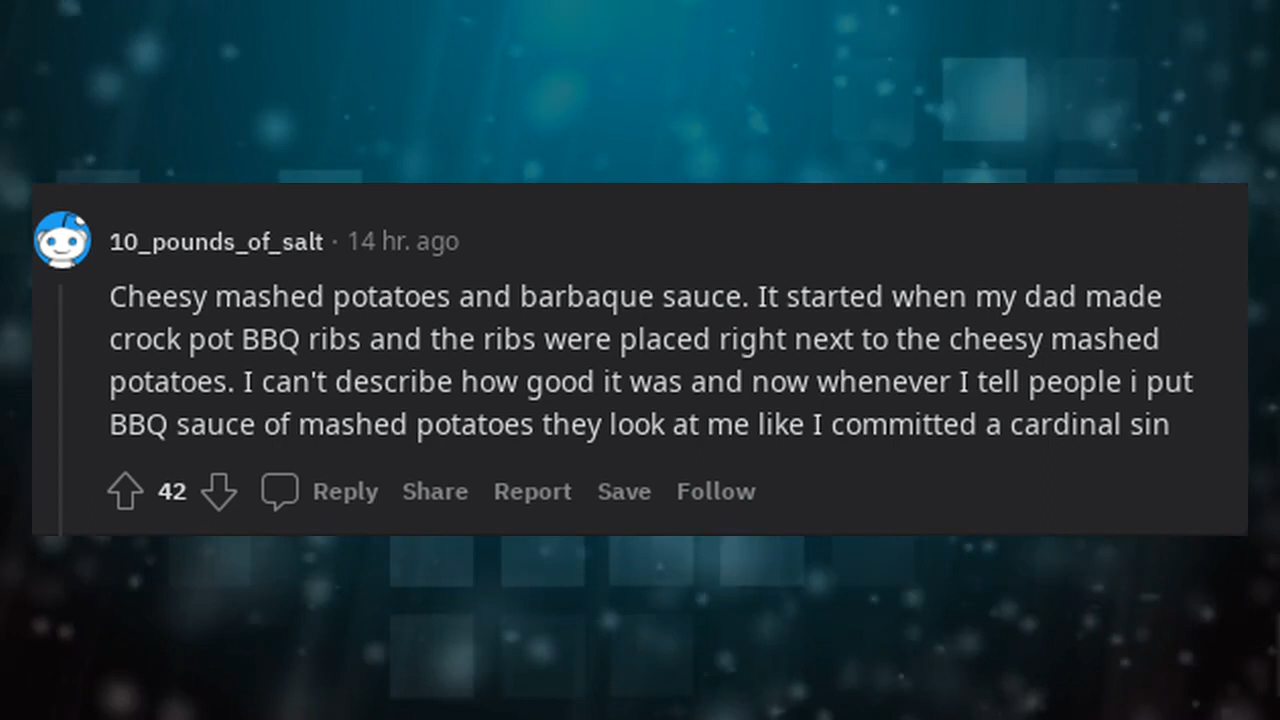 10_pounds_of_salt · 14 hr. ago
Cheesy mashed potatoes and barbaque sauce. It started when my dad made
crock pot BBQ ribs and the ribs were placed right next to the cheesy mashed
potatoes. I can't describe how good it was and now whenever I tell people i put
BBQ sauce of mashed potatoes they look at me like I committed a cardinal sin
42 Reply Share Report Save Follow